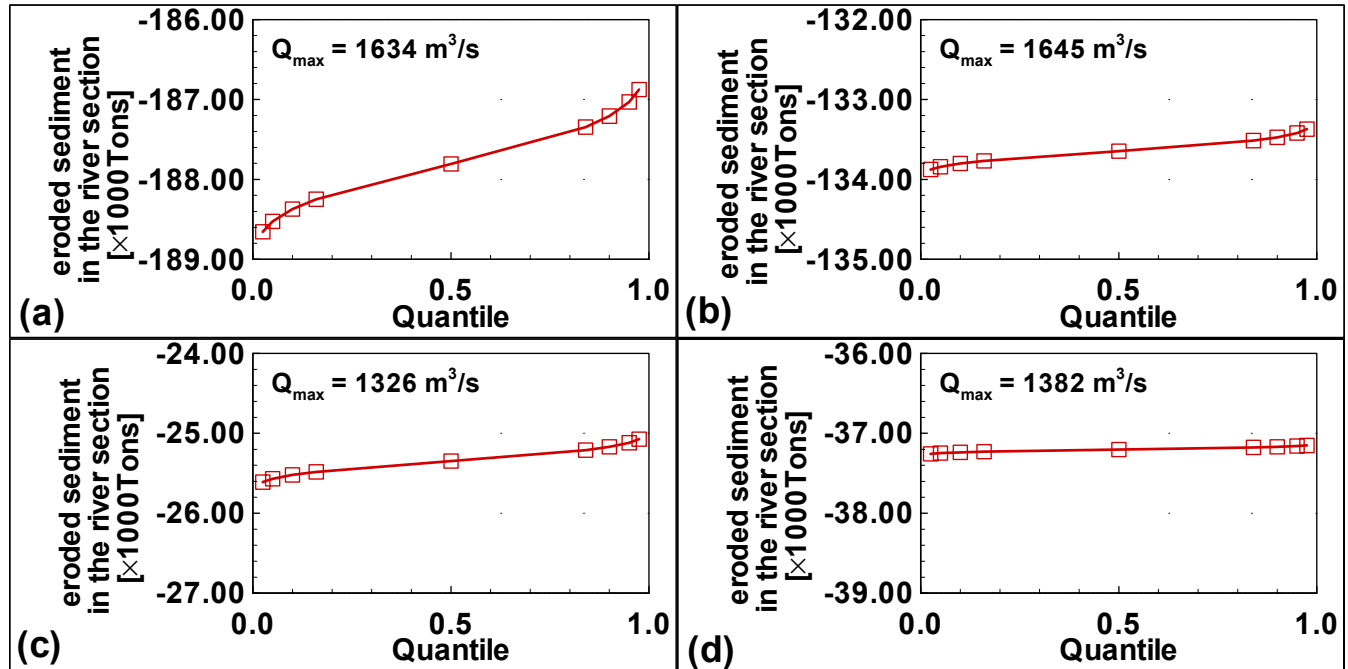 -186.00
-187.00
-188.00
-189.00
eroded sediment
in the river section
[×1000Tons]
Qmax = 1634 m³/s
0.0 0.5 1.0
Quantile
(a)
-132.00
-133.00
-134.00
-135.00
eroded sediment
in the river section
[×1000Tons]
Qmax = 1645 m³/s
0.0 0.5 1.0
Quantile
(b)
-24.00
-25.00
-26.00
-27.00
eroded sediment
in the river section
[×1000Tons]
Qmax = 1326 m³/s
0.0 0.5 1.0
Quantile
(c)
-36.00
-37.00
-38.00
-39.00
eroded sediment
in the river section
[×1000Tons]
Qmax = 1382 m³/s
0.0 0.5 1.0
Quantile
(d)